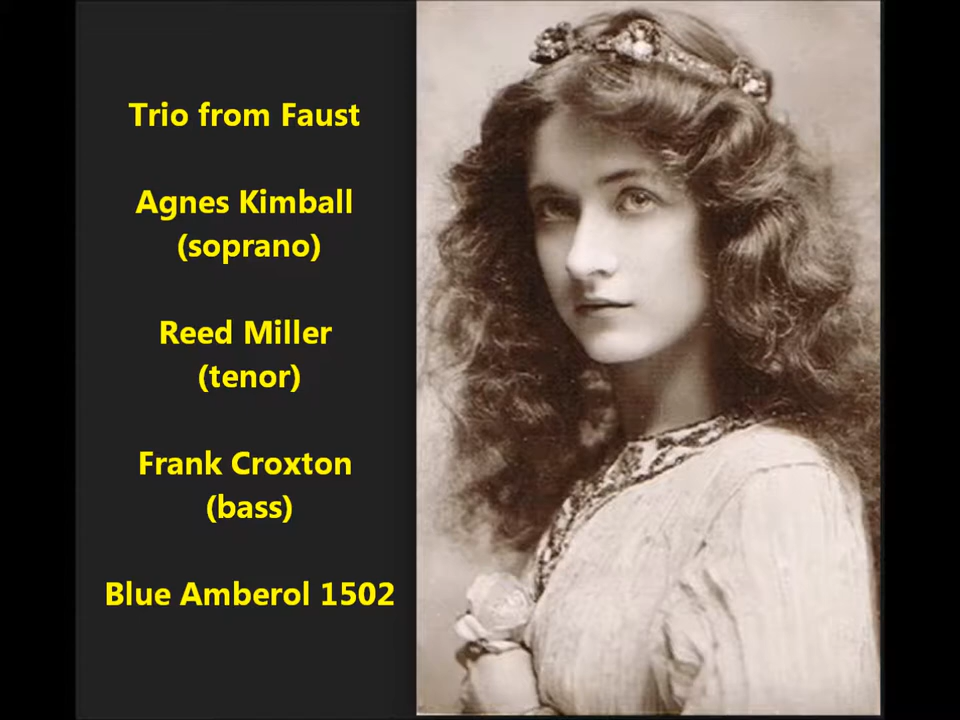 Trio from Faust
Agnes Kimball
(soprano)
Reed Miller
(tenor)
Frank Croxton
(bass)
Blue Amberol 1502